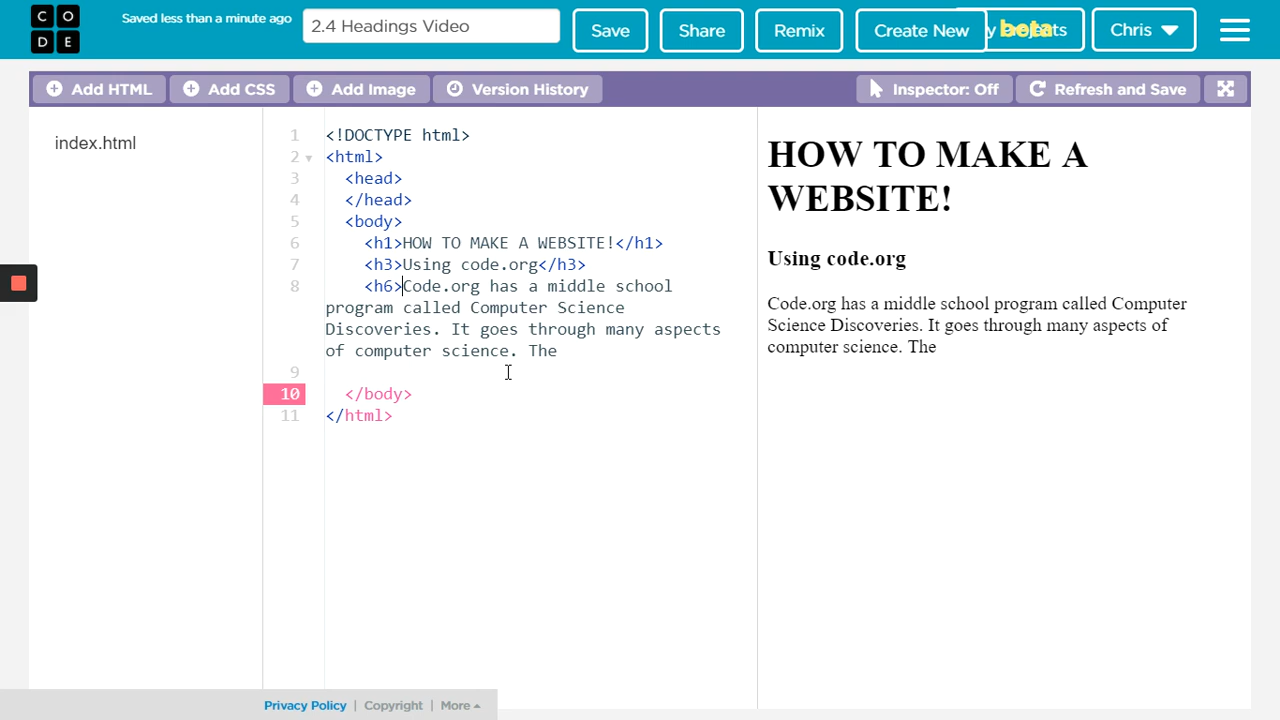 CO
DE
Saved less than a minute ago
2.4 Headings Video
Save
Share
Remix
Create New
y
beta
ts
Chris
Add HTML
Add CSS
Add Image
Version History
Inspector: Off
Refresh and Save
index.html
1 <!DOCTYPE html>
2 <html>
3 <head>
4 </head>
5 <body>
6 <h1>HOW TO MAKE A WEBSITE!</h1>
7 <h3>Using code.org</h3>
8 <h6>Code.org has a middle school
program called Computer Science
Discoveries. It goes through many aspects
of computer science. The
9
10 </body>
11 </html>
HOW TO MAKE A
WEBSITE!
Using code.org
Code.org has a middle school program called Computer
Science Discoveries. It goes through many aspects of
computer science. The
Privacy Policy | Copyright | More